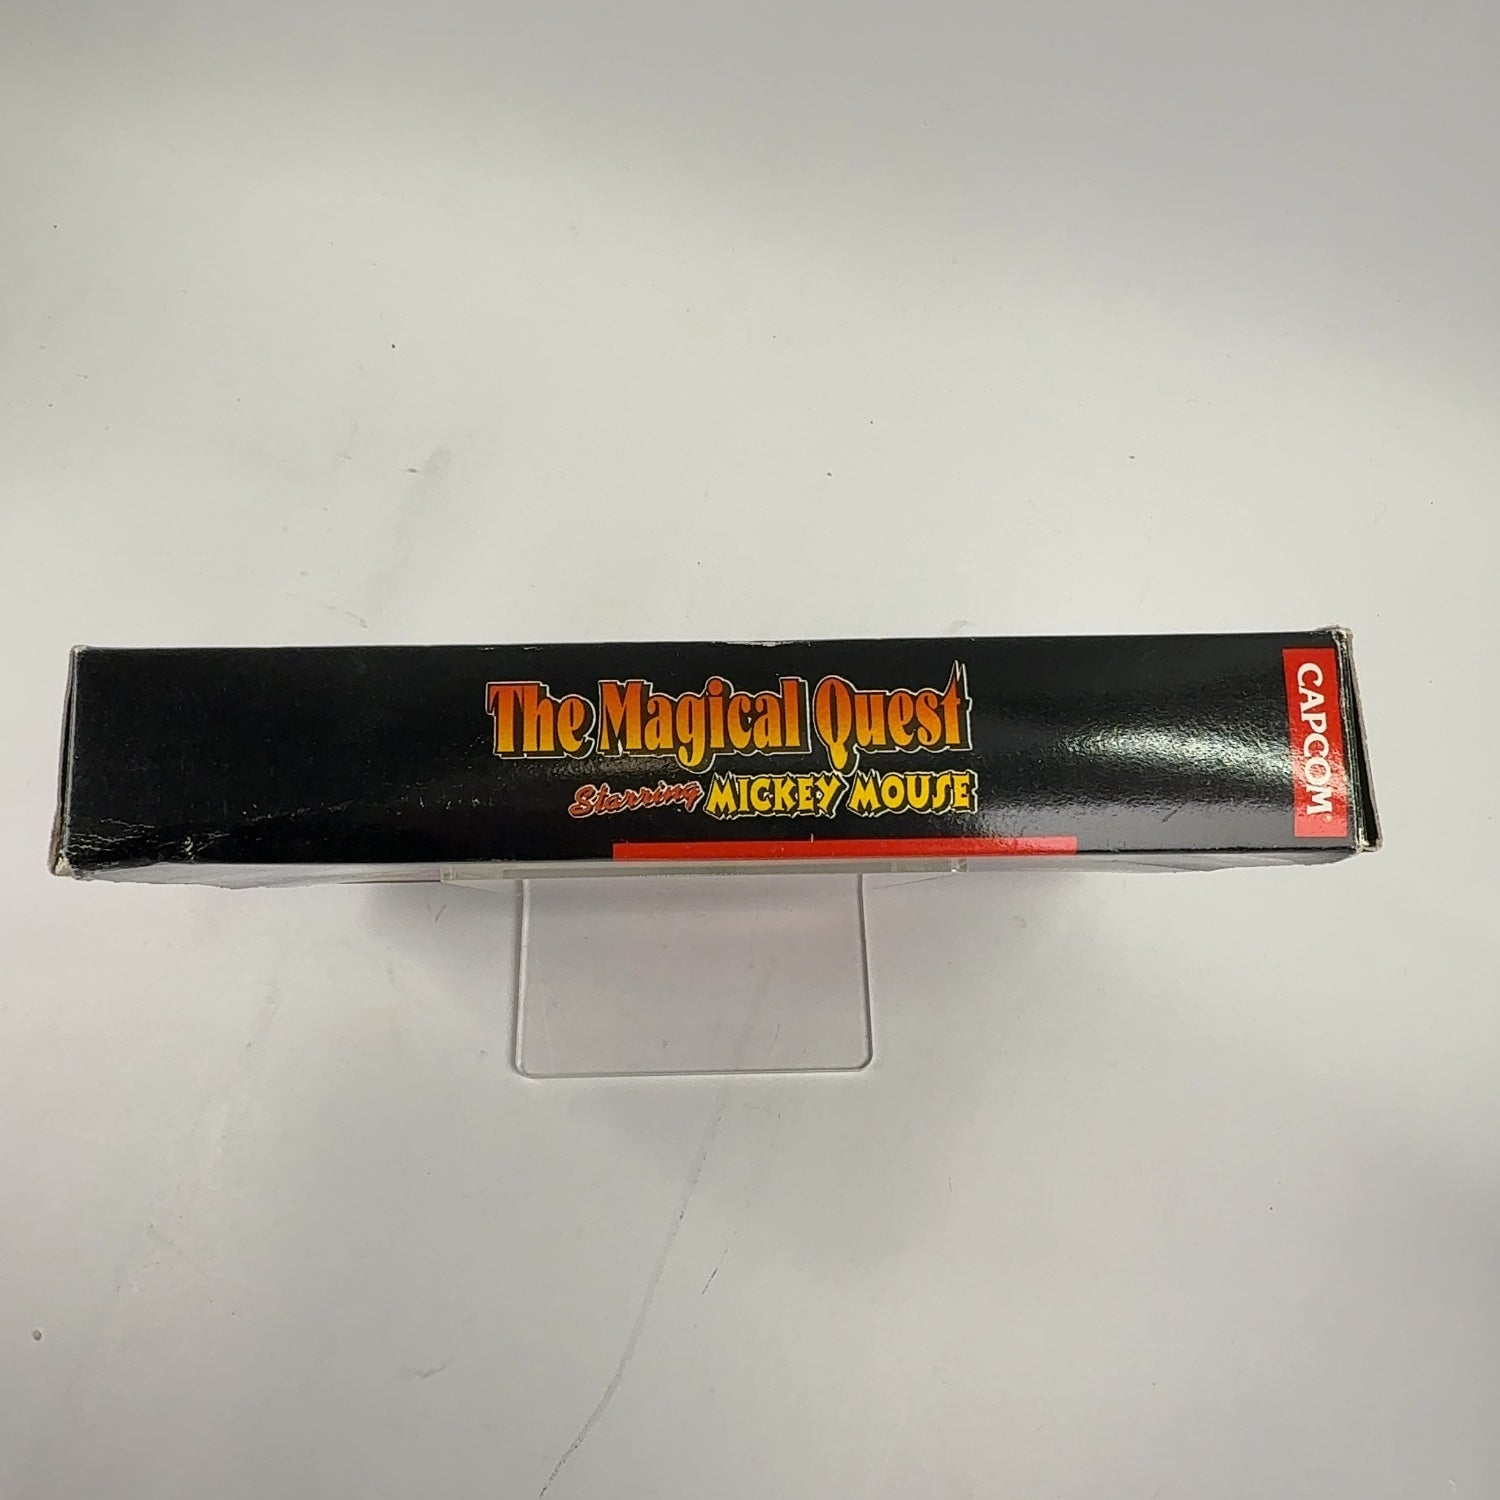 The Magical Quest
Starring MICKEY MOUSE
CAPCOM®